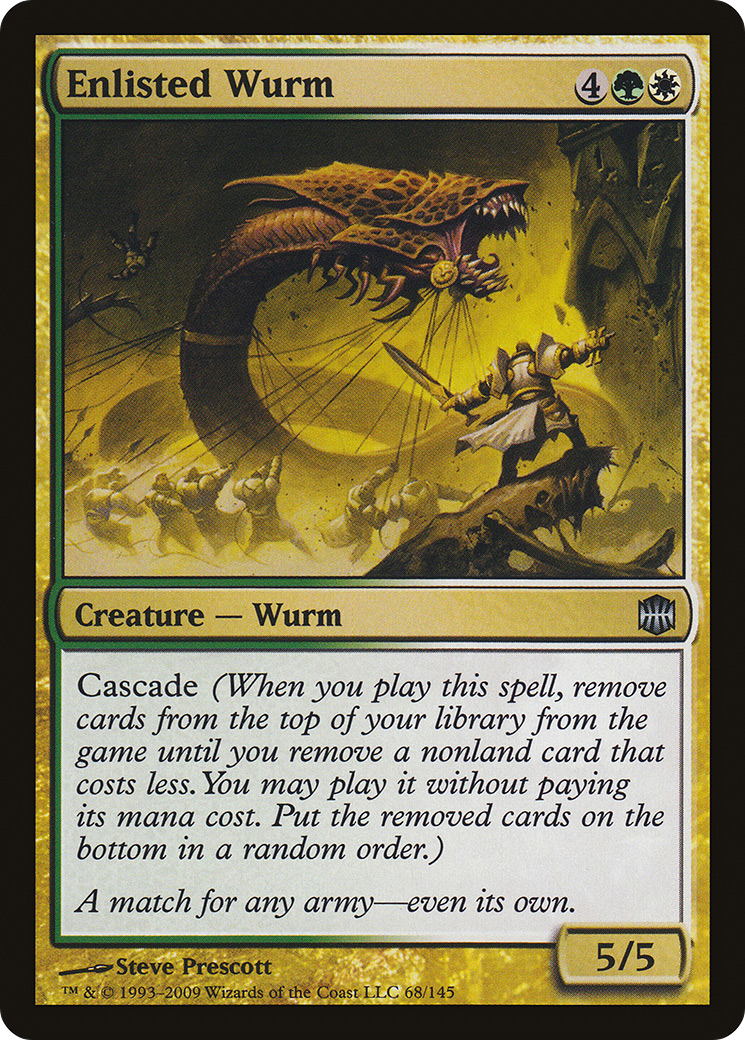 Enlisted Wurm 4
Creature — Wurm
Cascade (When you play this spell, remove
cards from the top of your library from the
game until you remove a nonland card that
costs less. You may play it without paying
its mana cost. Put the removed cards on the
bottom in a random order.)
A match for any army—even its own.
5/5
Steve Prescott
™ & © 1993–2009 Wizards of the Coast LLC 68/145